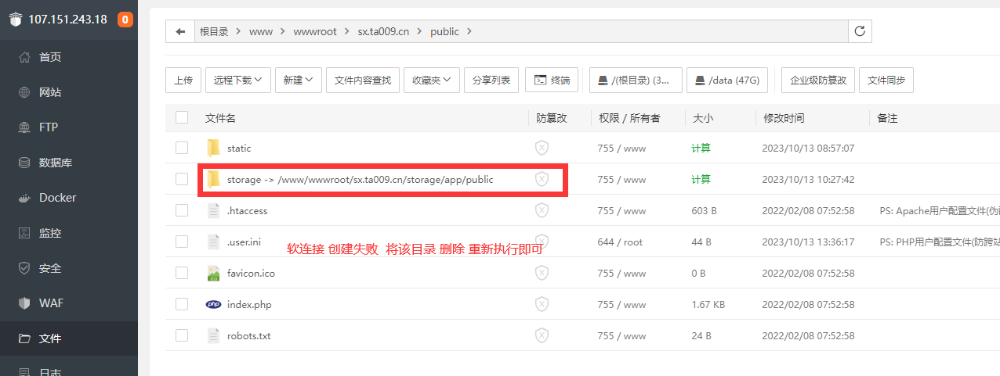 107.151.243.18 0
首页
网站
FTP
数据库
Docker
监控
安全
WAF
文件
日志
根目录 > www > wwwroot > sx.ta009.cn > public >
上传 远程下载 新建 文件内容查找 收藏夹 分享列表 终端 /(根目录) (3... /data (47G) 企业级防篡改 文件同步
文件名 防篡改 权限 / 所有者 大小 修改时间 备注
static 755 / www 计算 2023/10/13 08:57:07
storage -> /www/wwwroot/sx.ta009.cn/storage/app/public 755 / www 计算 2023/10/13 10:27:42
.htaccess 755 / www 603 B 2022/02/08 07:52:58 PS: Apache用户配置文件(伪
.user.ini 644 / root 44 B 2023/10/13 13:36:17 PS: PHP用户配置文件(防跨站
软连接 创建失败 将该目录 删除 重新执行即可
favicon.ico 755 / www 0 B 2022/02/08 07:52:58
php index.php 755 / www 1.67 KB 2022/02/08 07:52:58
robots.txt 755 / www 24 B 2022/02/08 07:52:58